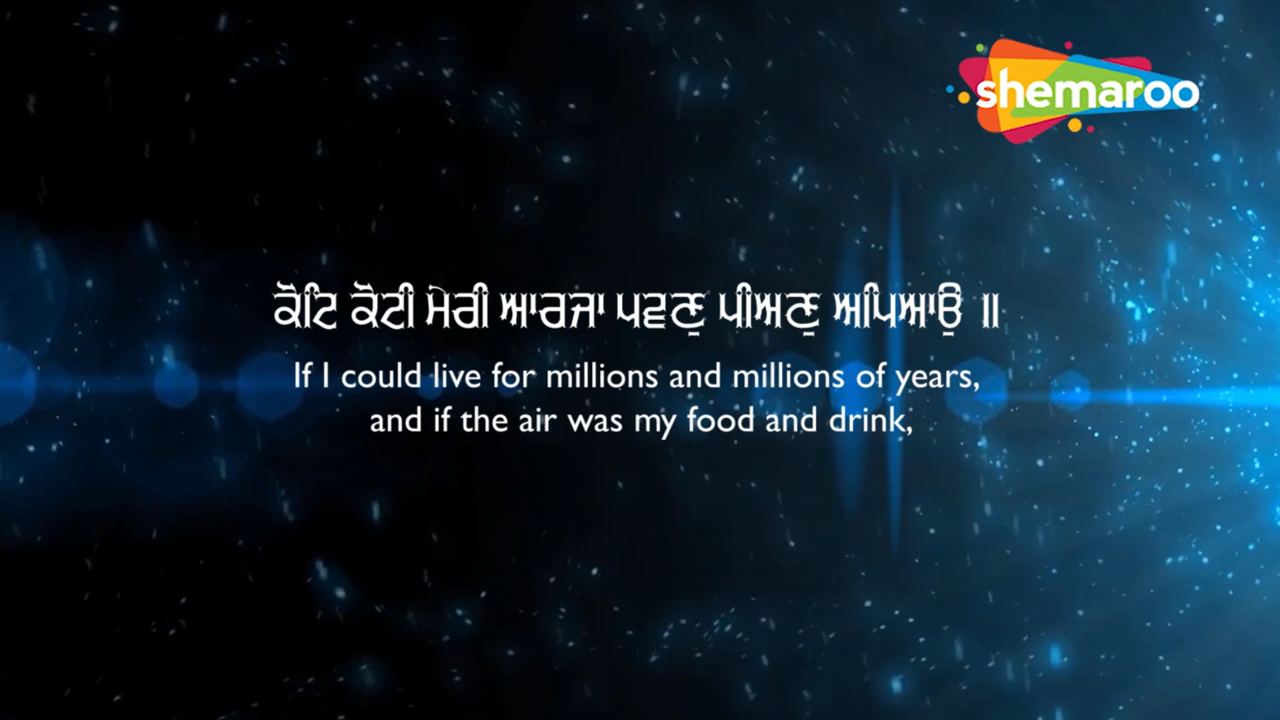 shemaroo
ਕੋਟਿ ਕੋਟੀ ਮੇਰੀ ਆਰਜਾ ਪਵਣੁ ਪੀਅਣੁ ਅਪਿਆਉ ॥
If I could live for millions and millions of years,
and if the air was my food and drink,